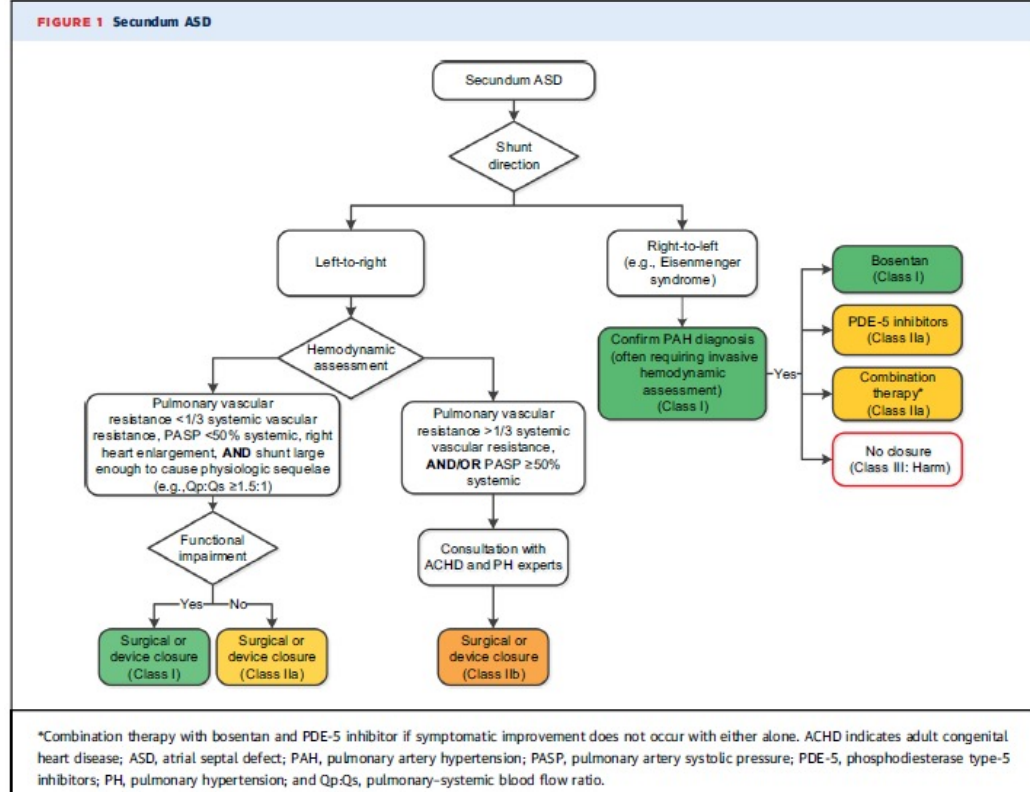 FIGURE 1 Secundum ASD
Secundum ASD
Shunt
direction
Left-to-right
Right-to-left
(e.g., Eisenmenger
syndrome)
Bosentan
(Class I)
Hemodynamic
assessment
Confirm PAH diagnosis
(often requiring invasive
hemodynamic
assessment)
(Class I)
Yes
PDE-5 inhibitors
(Class IIa)
Combination
therapy*
(Class IIa)
No closure
(Class III: Harm)
Pulmonary vascular
resistance <1/3 systemic vascular
resistance, PASP <50% systemic, right
heart enlargement, AND shunt large
enough to cause physiologic sequelae
(e.g.,Qp:Qs ≥1.5:1)
Pulmonary vascular
resistance >1/3 systemic
vascular resistance,
AND/OR PASP ≥50%
systemic
Functional
impairment
Consultation with
ACHD and PH experts
Yes
No
Surgical or
device closure
(Class I)
Surgical or
device closure
(Class IIa)
Surgical or
device closure
(Class IIb)
*Combination therapy with bosentan and PDE-5 inhibitor if symptomatic improvement does not occur with either alone. ACHD indicates adult congenital
heart disease; ASD, atrial septal defect; PAH, pulmonary artery hypertension; PASP, pulmonary artery systolic pressure; PDE-5, phosphodiesterase type-5
inhibitors; PH, pulmonary hypertension; and Qp:Qs, pulmonary–systemic blood flow ratio.